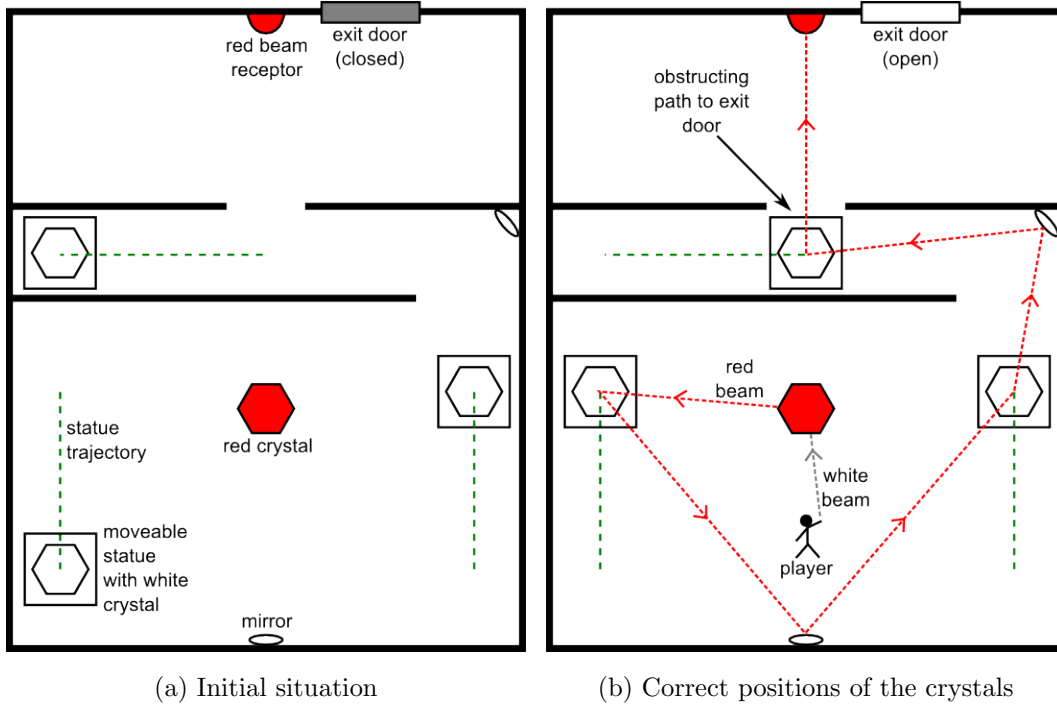 red beam
receptor
exit door
(closed)
statue
trajectory
red crystal
moveable
statue
with white
crystal
mirror
(a) Initial situation
exit door
(open)
obstructing
path to exit
door
red
beam
white
beam
player
(b) Correct positions of the crystals